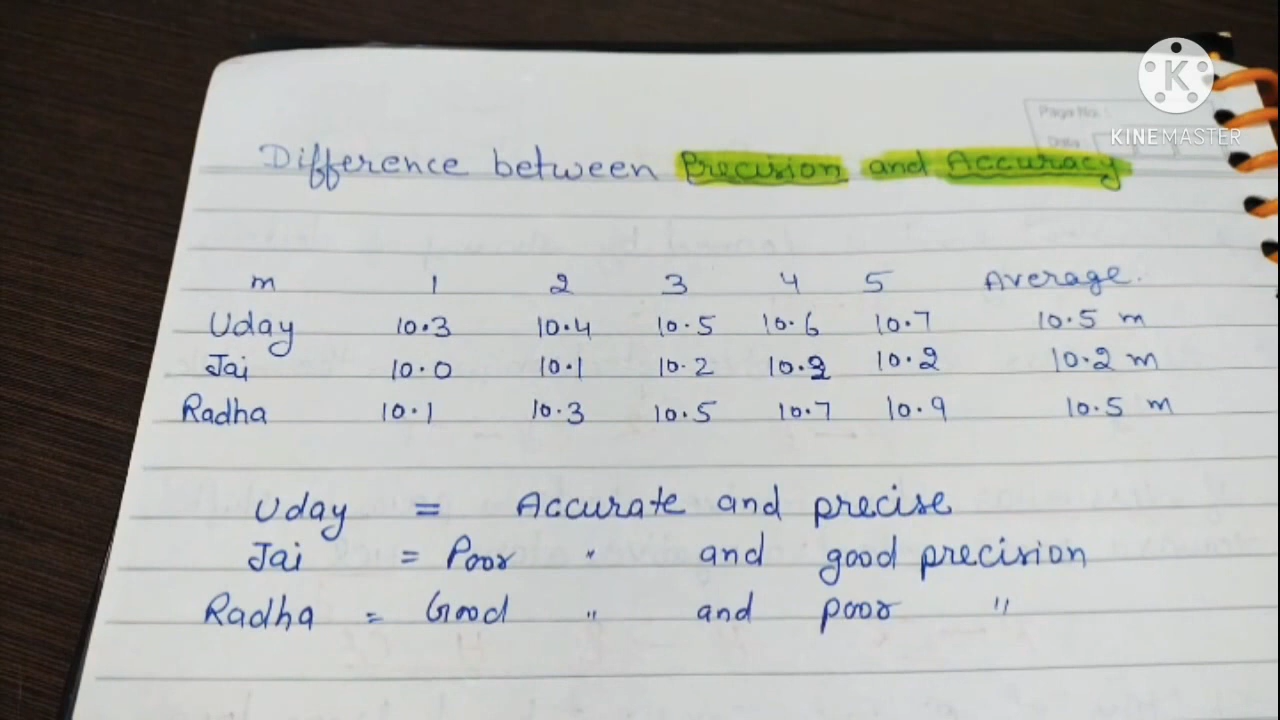 KINEMASTER
Page No.
Date
Difference between Precision and Accuracy
m 1 2 3 4 5 Average.
Uday 10.3 10.4 10.5 10.6 10.7 10.5 m
Jai 10.0 10.1 10.2 10.2 10.2 10.2 m
Radha 10.1 10.3 10.5 10.7 10.9 10.5 m
Uday = Accurate and precise
Jai = Poor " and good precision
Radha = Good " and poor "